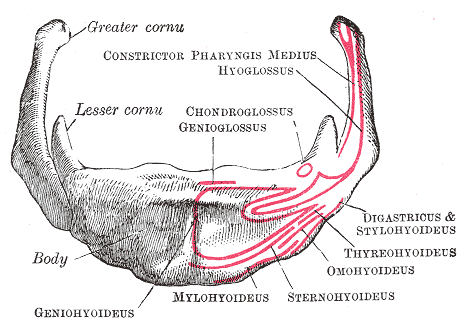 Greater cornu
CONSTRICTOR PHARYNGIS MEDIUS
HYOGLOSSUS
Lesser cornu
CHONDROGLOSSUS
GENIOGLOSSUS
DIGASTRICUS &
STYLOHYOIDEUS
THYREOHYOIDEUS
Body
OMOHYOIDEUS
MYLOHYOIDEUS
STERNOHYOIDEUS
GENIOHYOIDEUS